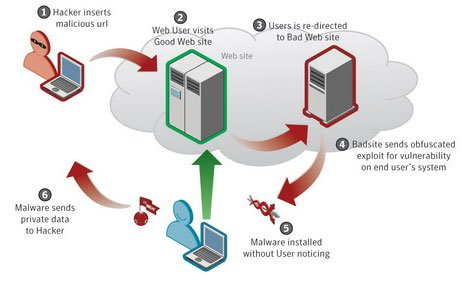 1 Hacker inserts
malicious url
2
Web User visits
Good Web site
Web site
3 Users is re-directed
to Bad Web site
4 Badsite sends obfuscated
exploit for vulnerability
on end user's system
5
Malware installed
without User noticing
6
Malware sends
private data
to Hacker